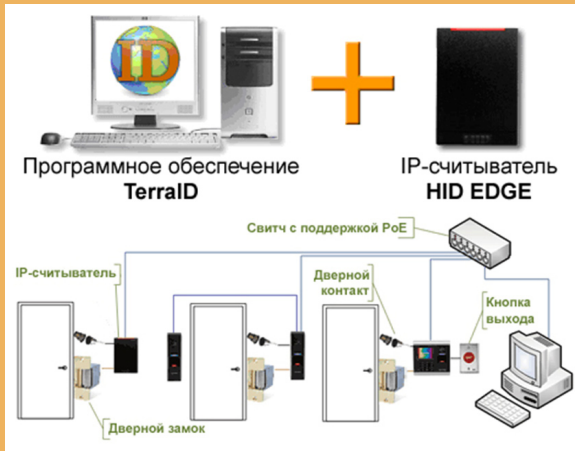 ID
Программное обеспечение
TerraID
IP-считыватель
HID EDGE
Свитч с поддержкой PoE
IP-считыватель
Дверной
контакт
Кнопка
выхода
Дверной замок